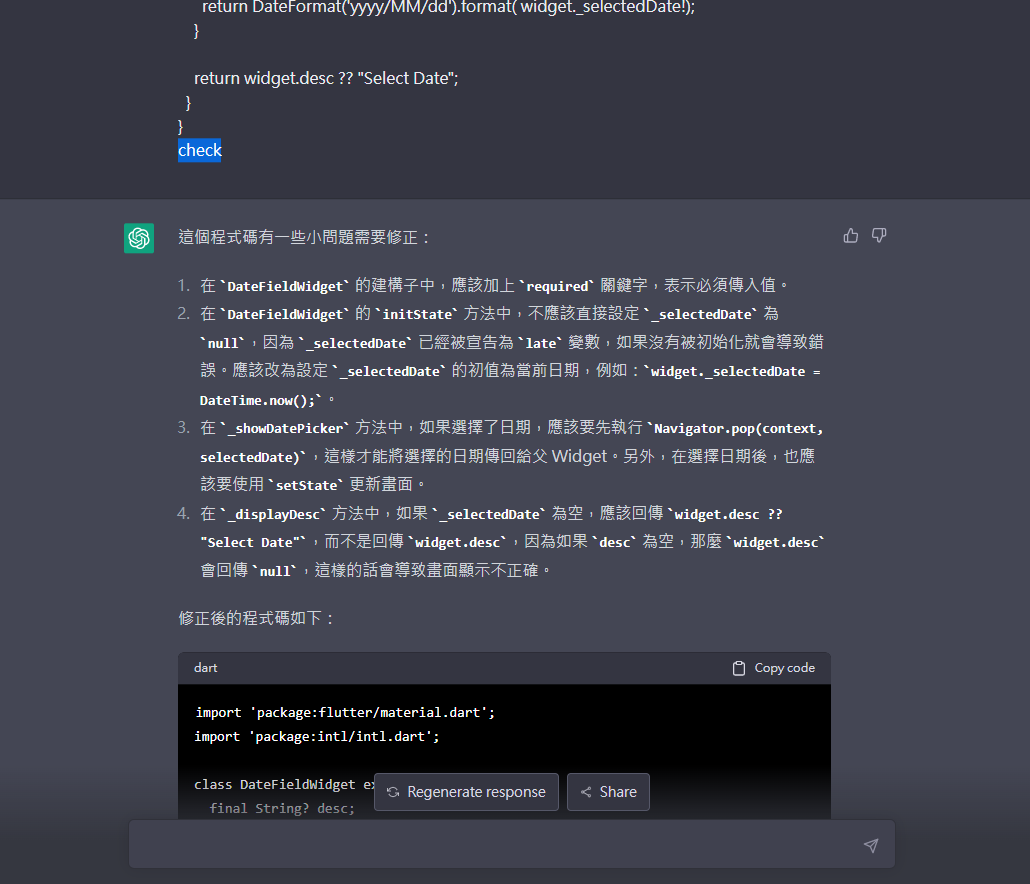 return DateFormat('yyyy/MM/dd').format( widget._selectedDate!);
}
return widget.desc ?? "Select Date";
}
}
check
這個程式碼有一些小問題需要修正：
1. 在 `DateFieldWidget` 的建構子中，應該加上 `required` 關鍵字，表示必須傳入值。
2. 在 `DateFieldWidget` 的 `initState` 方法中，不應該直接設定 `_selectedDate` 為
`null`，因為 `_selectedDate` 已經被宣告為 `late` 變數，如果沒有被初始化就會導致錯
誤。應該改為設定 `_selectedDate` 的初值為當前日期，例如：`widget._selectedDate =
DateTime.now();`。
3. 在 `_showDatePicker` 方法中，如果選擇了日期，應該要先執行 `Navigator.pop(context,
selectedDate)`，這樣才能將選擇的日期傳回給父 Widget。另外，在選擇日期後，也應
該要使用 `setState` 更新畫面。
4. 在 `_displayDesc` 方法中，如果 `_selectedDate` 為空，應該回傳 `widget.desc ??
"Select Date"`，而不是回傳 `widget.desc`，因為如果 `desc` 為空，那麼 `widget.desc`
會回傳 `null`，這樣的話會導致畫面顯示不正確。
修正後的程式碼如下：
dart Copy code
import 'package:flutter/material.dart';
import 'package:intl/intl.dart';
class DateFieldWidget
final String? desc;
Regenerate response Share